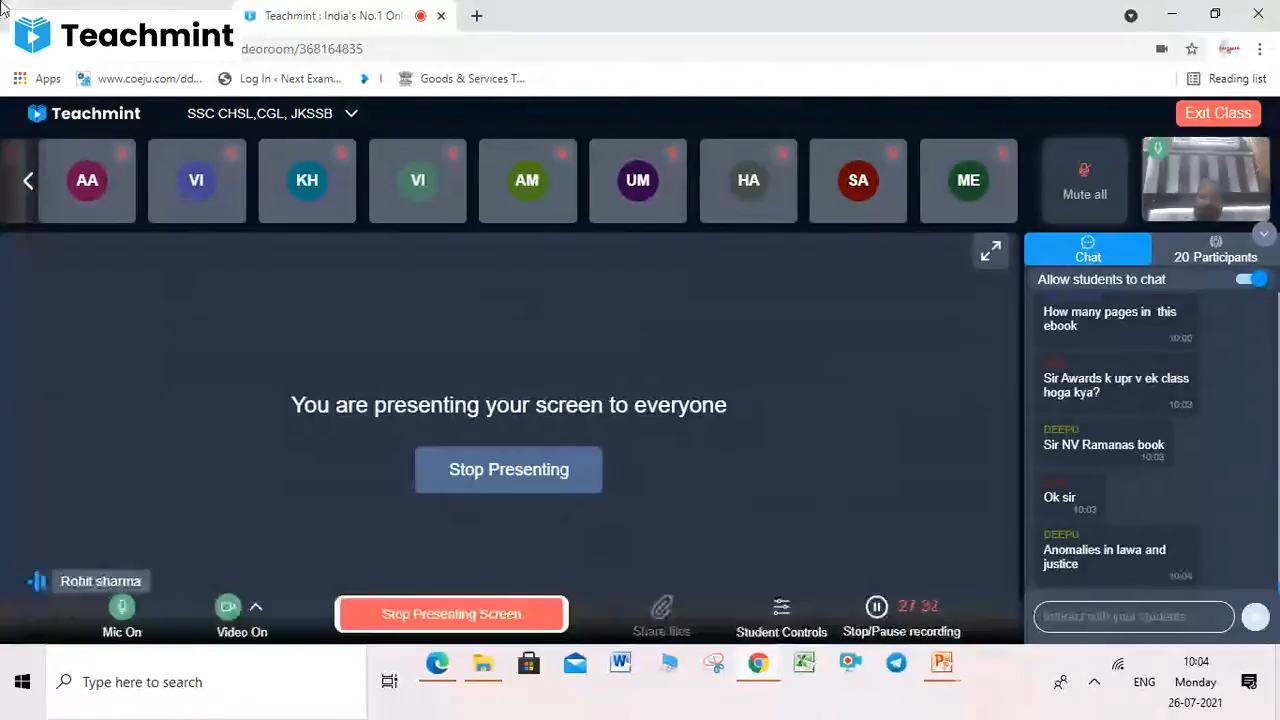 Teachmint : India's No.1 Onl
Teachmint
deoroom/368164835
Apps
www.coeju.com/dd...
Log In ‹ Next Exam...
Goods & Services T...
Reading list
Teachmint
SSC CHSL,CGL, JKSSB
Exit Class
AA
VI
KH
VI
AM
UM
HA
SA
ME
Mute all
Chat
20 Participants
Allow students to chat
How many pages in this
ebook
10:00
Sir Awards k upr v ek class
hoga kya?
10:03
DEEPU
Sir NV Ramanas book
10:03
Ok sir
10:03
DEEPU
Anomalies in lawa and
justice
10:04
You are presenting your screen to everyone
Stop Presenting
Rohit sharma
Mic On
Video On
Stop Presenting Screen
Share files
Student Controls
27:32
Stop/Pause recording
Interact with your students
Type here to search
ENG
10:04
Monday
26-07-2021